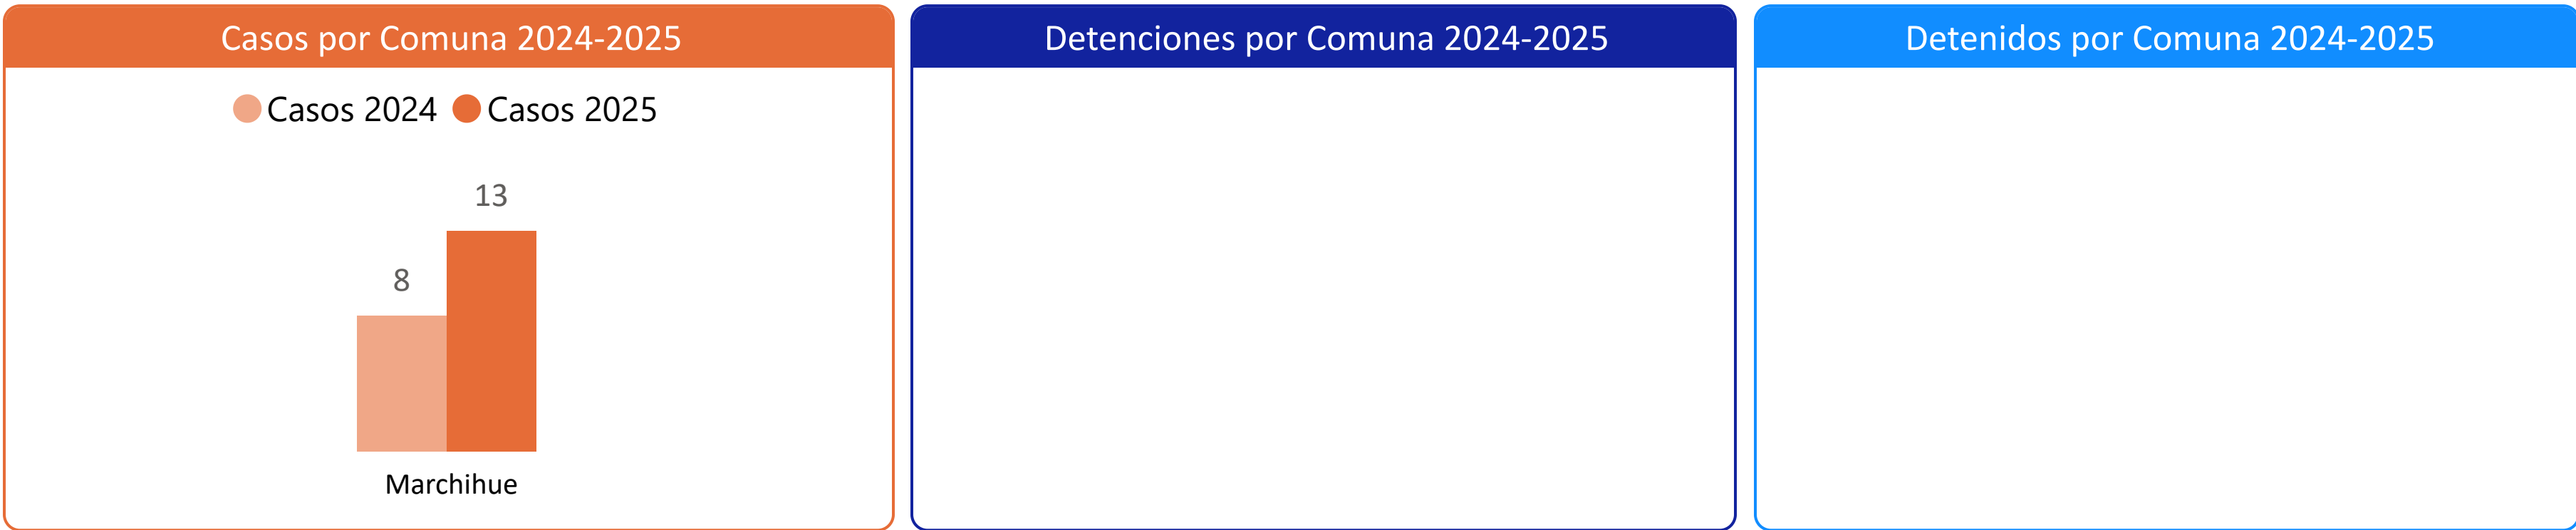 Casos por Comuna 2024-2025
Casos 2024 Casos 2025
13
8
Marchihue
Detenciones por Comuna 2024-2025
Detenidos por Comuna 2024-2025